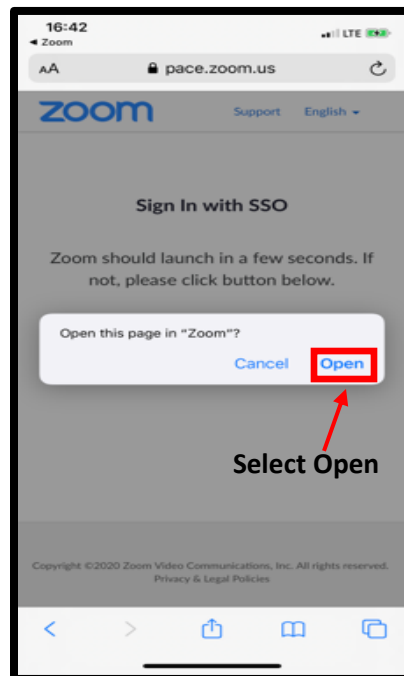 16:42
LTE
◄ Zoom
AA pace.zoom.us
zoom Support English
Sign In with SSO
Zoom should launch in a few seconds. If
not, please click button below.
Open this page in "Zoom"?
Cancel Open
Select Open
Copyright ©2020 Zoom Video Communications, Inc. All rights reserved.
Privacy & Legal Policies